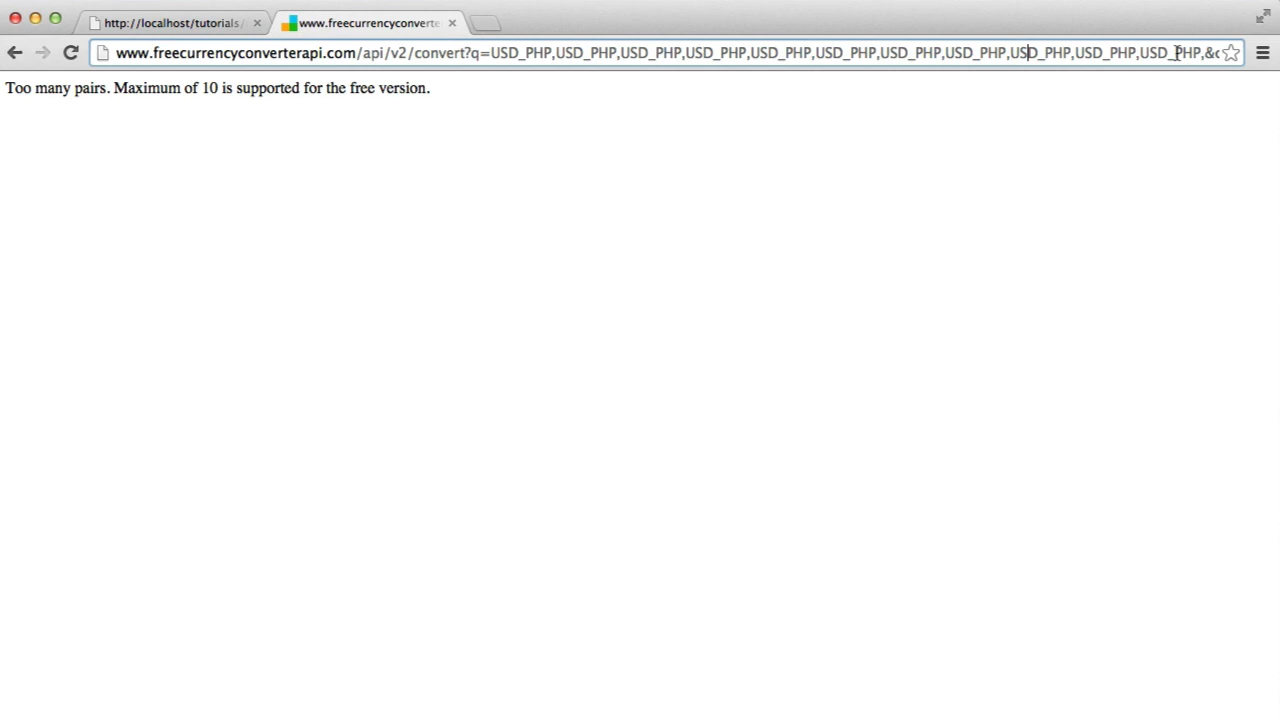 http://localhost/tutorials/
www.freecurrencyconverte
www.freecurrencyconverterapi.com/api/v2/convert?q=USD_PHP,USD_PHP,USD_PHP,USD_PHP,USD_PHP,USD_PHP,USD_PHP,USD_PHP,USD_PHP,USD_PHP,USD_PHP,&c
Too many pairs. Maximum of 10 is supported for the free version.